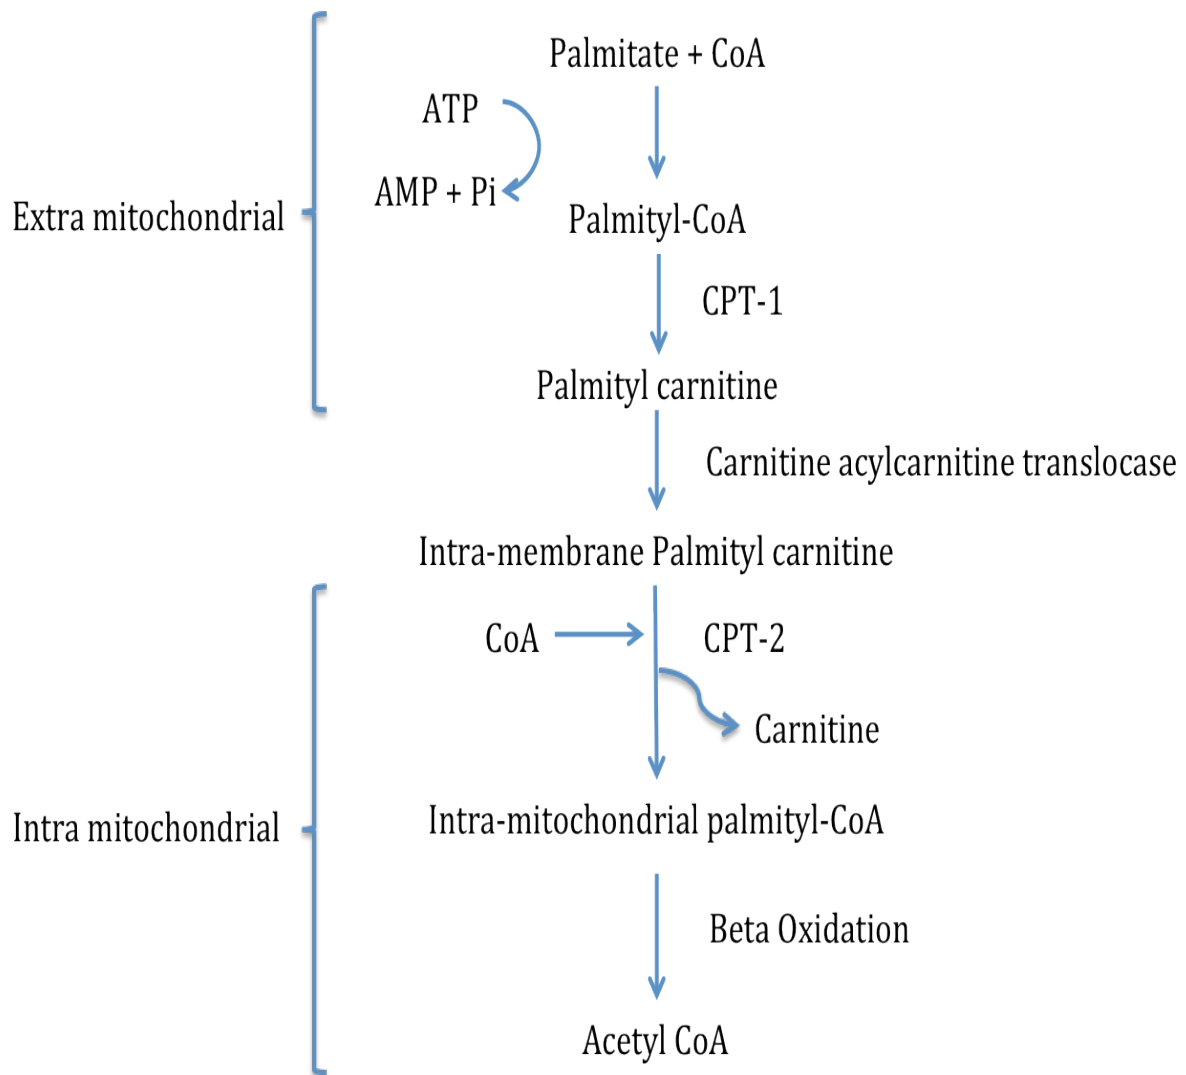 Palmitate + CoA
ATP
AMP + Pi
Extra mitochondrial
Palmityl-CoA
CPT-1
Palmityl carnitine
Carnitine acylcarnitine translocase
Intra-membrane Palmityl carnitine
CoA
CPT-2
Carnitine
Intra mitochondrial
Intra-mitochondrial palmityl-CoA
Beta Oxidation
Acetyl CoA